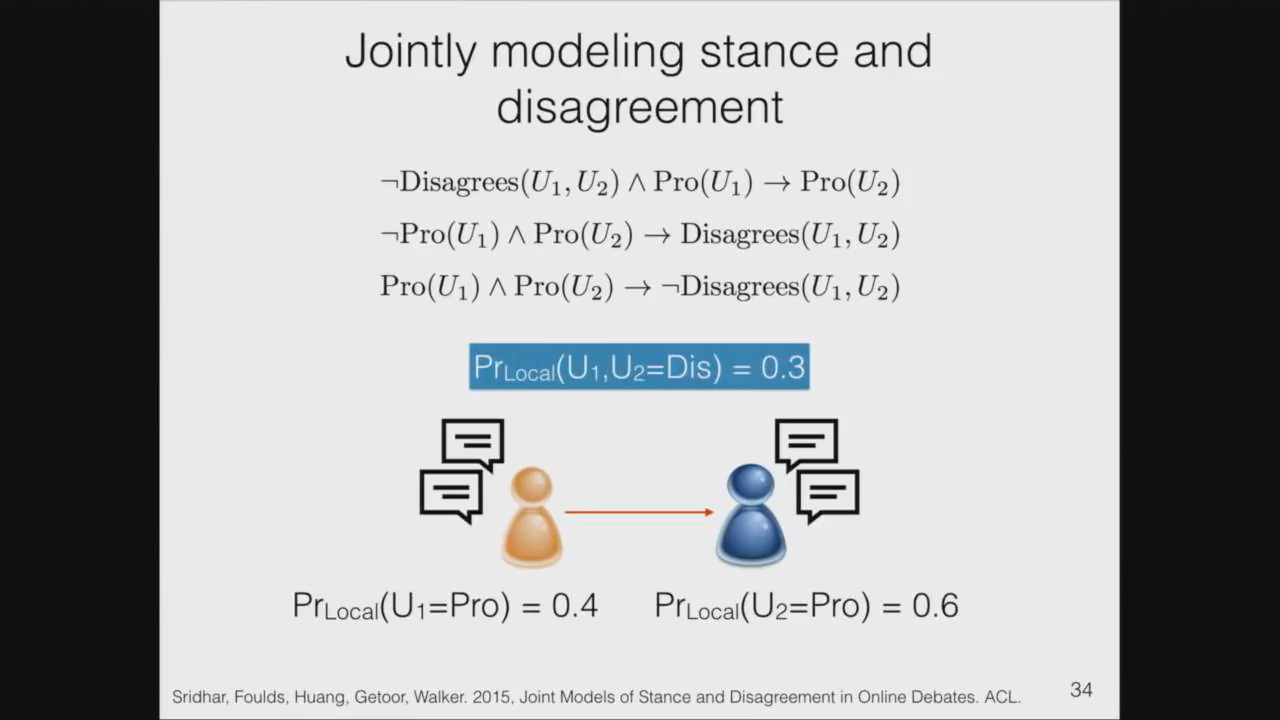 Jointly modeling stance and
disagreement
¬Disagrees(U₁, U₂) ∧ Pro(U₁) → Pro(U₂)
¬Pro(U₁) ∧ Pro(U₂) → Disagrees(U₁, U₂)
Pro(U₁) ∧ Pro(U₂) → ¬Disagrees(U₁, U₂)
PrLocal(U₁,U₂=Dis) = 0.3
PrLocal(U₁=Pro) = 0.4
PrLocal(U₂=Pro) = 0.6
Sridhar, Foulds, Huang, Getoor, Walker. 2015, Joint Models of Stance and Disagreement in Online Debates. ACL.
34